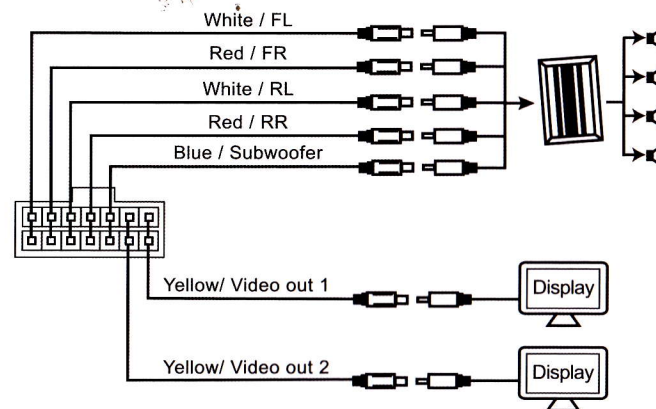 White / FL
Red / FR
White / RL
Red / RR
Blue / Subwoofer
Yellow/ Video out 1
Display
Yellow/ Video out 2
Display